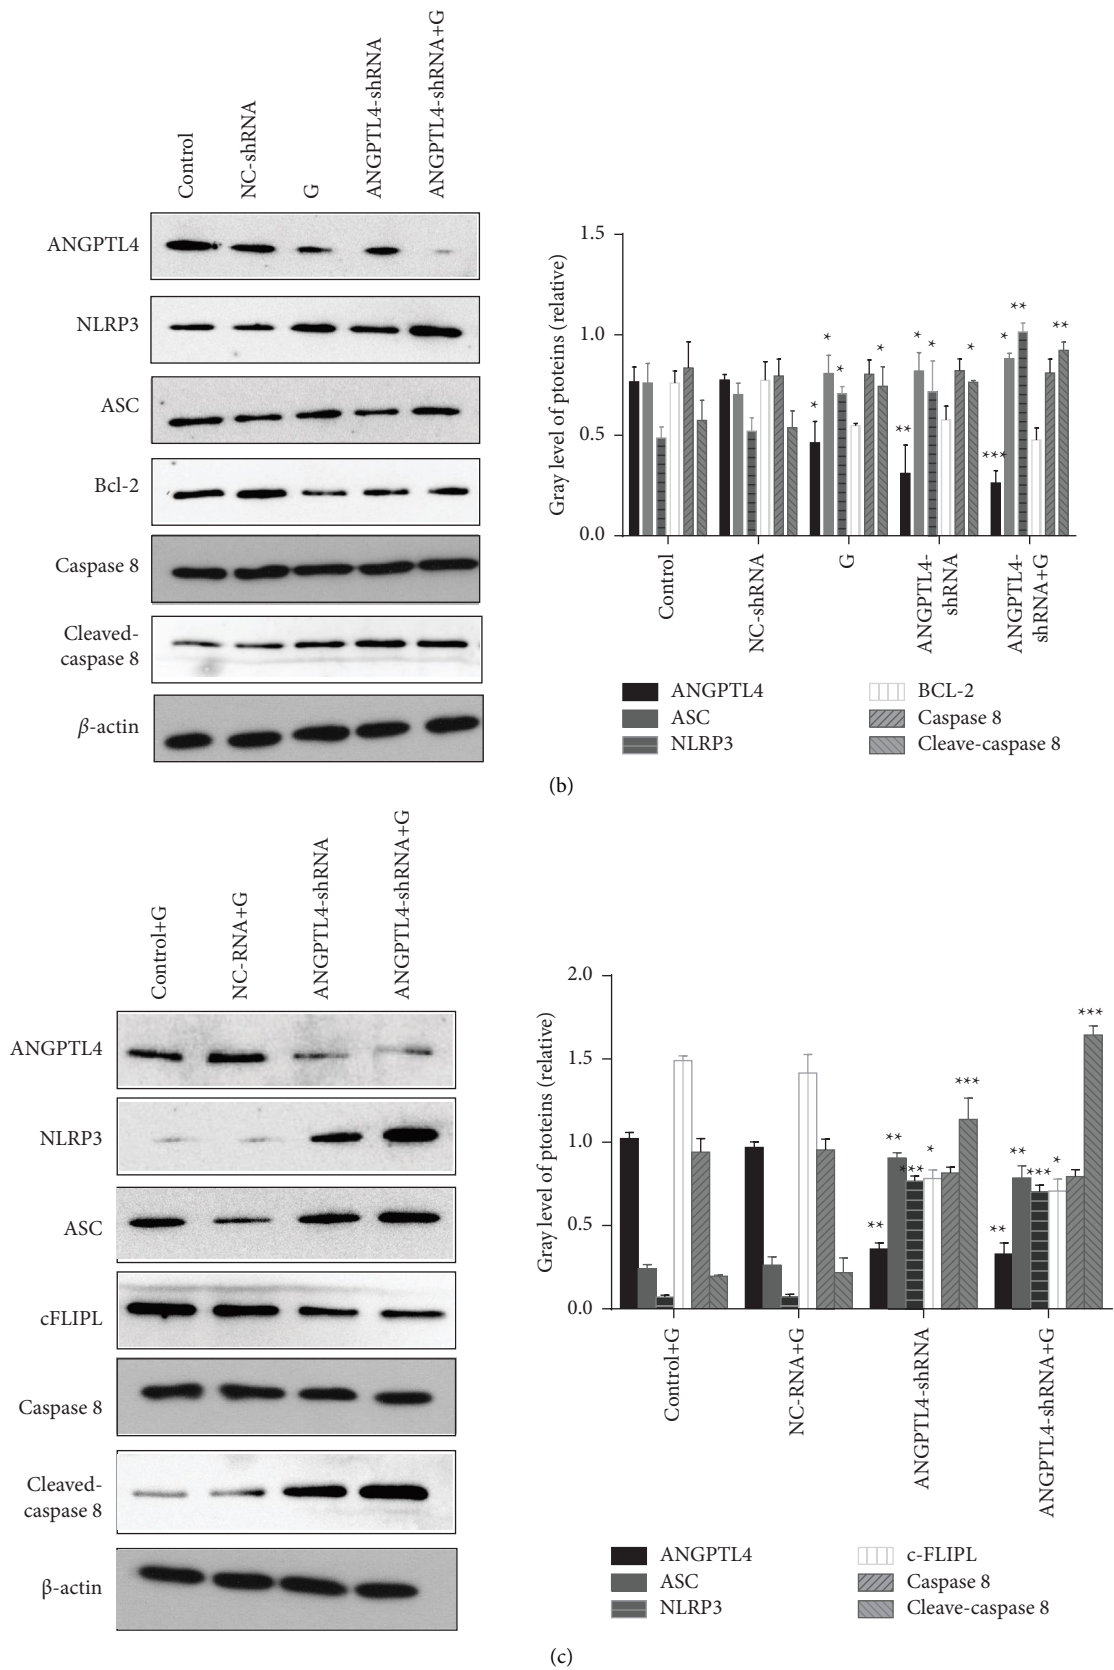 Control
NC-shRNA
G
ANGPTL4-shRNA
ANGPTL4-shRNA+G
ANGPTL4
NLRP3
ASC
Bcl-2
Caspase 8
Cleaved-
caspase 8
β-actin
Gray level of ptoteins (relative)
1.5
1.0
0.5
0.0
* * * * ** * * * *** * ** **
Control
NC-shRNA
G
ANGPTL4-
shRNA
ANGPTL4-
shRNA+G
ANGPTL4
ASC
NLRP3
BCL-2
Caspase 8
Cleave-caspase 8
(b)
Control+G
NC-RNA+G
ANGPTL4-shRNA
ANGPTL4-shRNA+G
ANGPTL4
NLRP3
ASC
cFLIPL
Caspase 8
Cleaved-
caspase 8
β-actin
Gray level of ptoteins (relative)
2.0
1.5
1.0
0.5
0.0
** ** *** * *** ** ** *** * ***
Control+G
NC-RNA+G
ANGPTL4-shRNA
ANGPTL4-shRNA+G
ANGPTL4
ASC
NLRP3
c-FLIPL
Caspase 8
Cleave-caspase 8
(c)